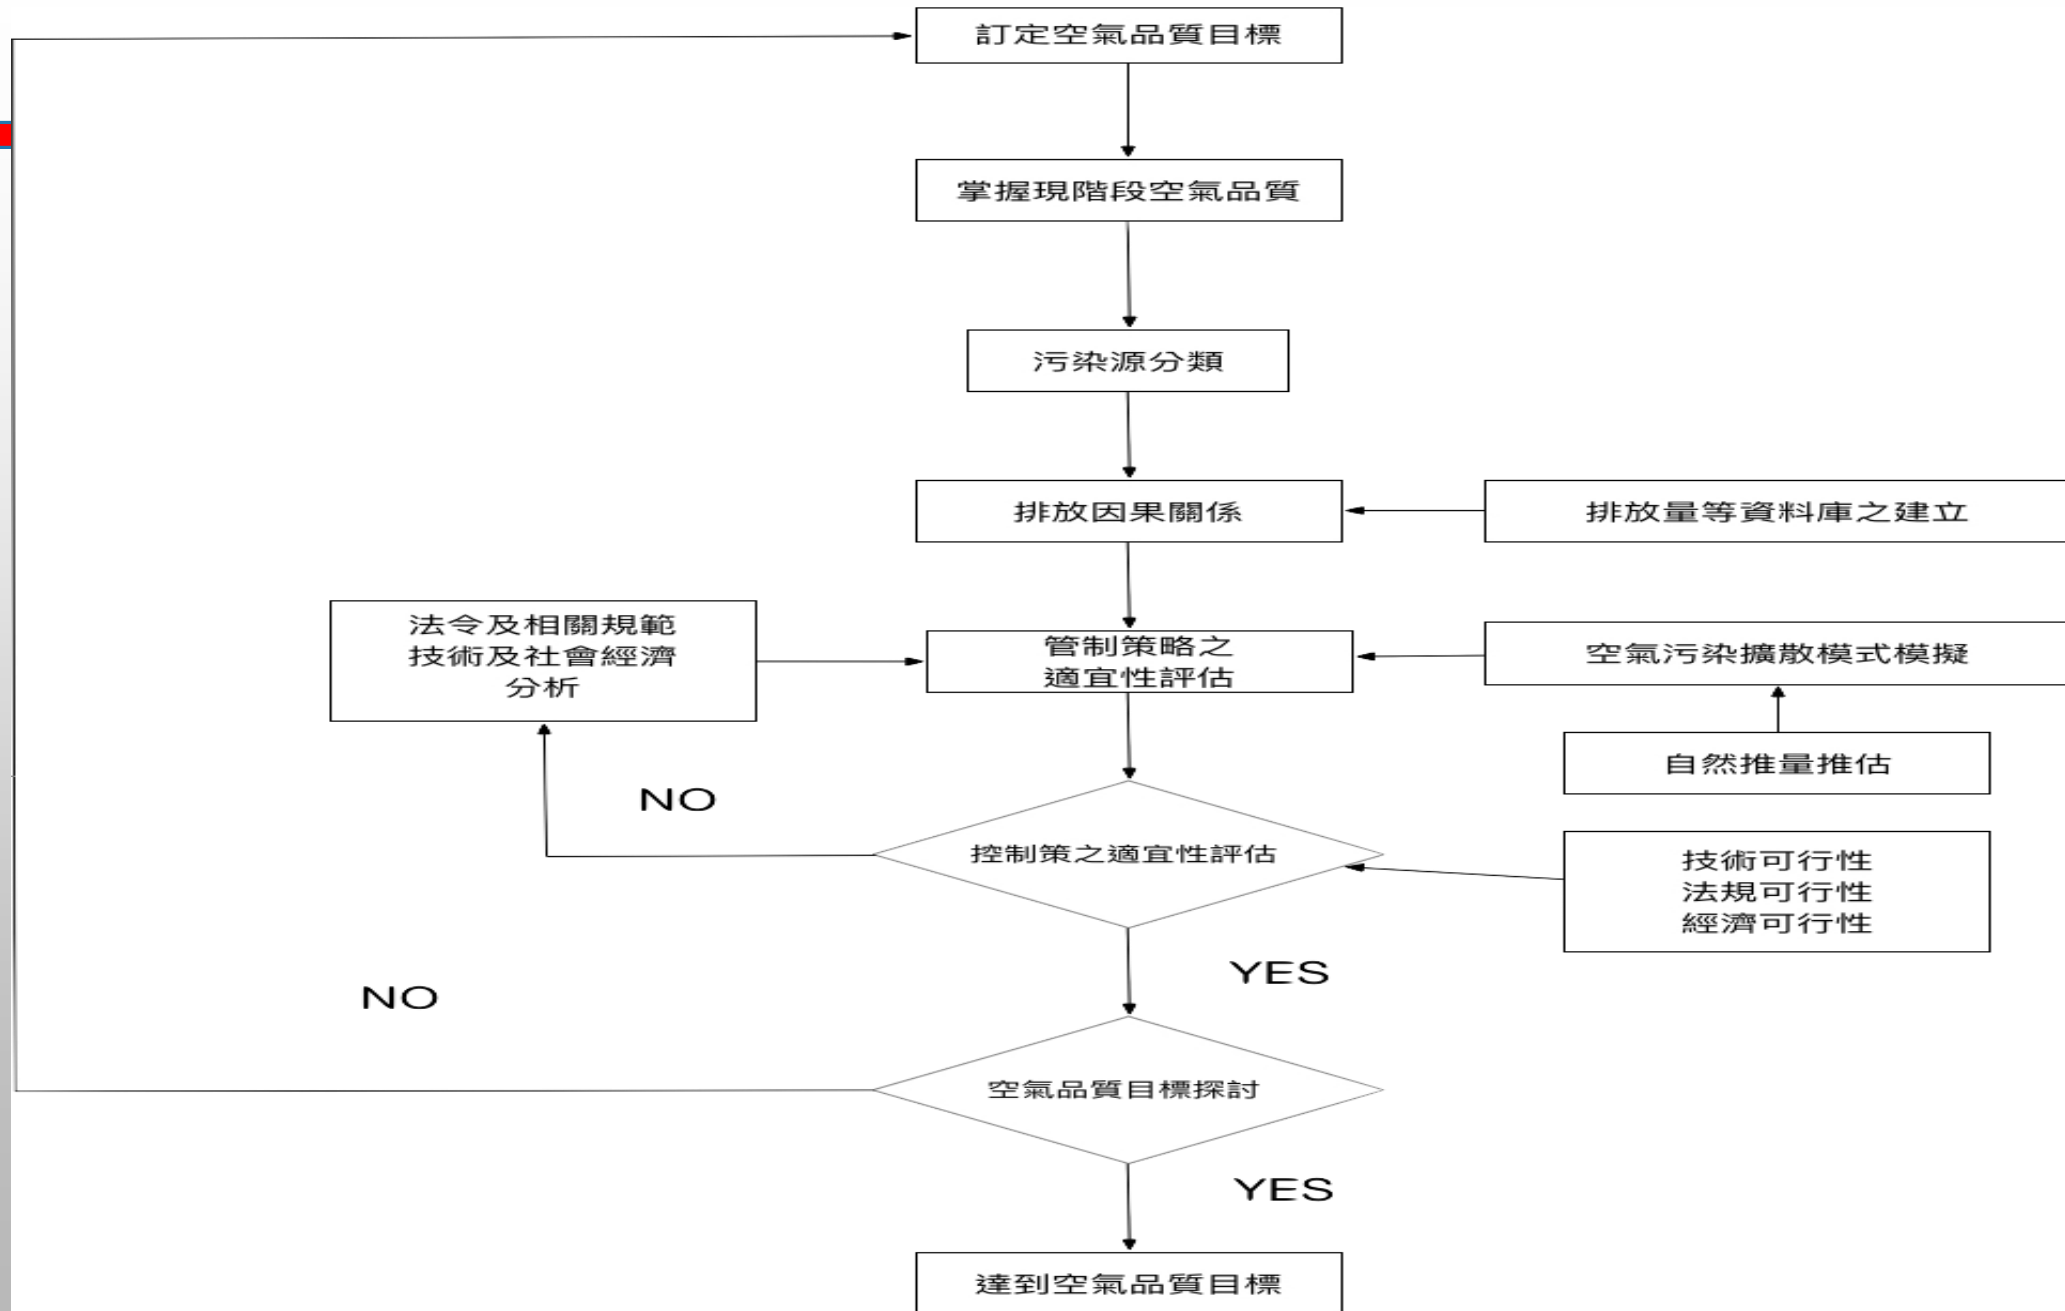 訂定空氣品質目標
掌握現階段空氣品質
污染源分類
排放因果關係
排放量等資料庫之建立
法令及相關規範
技術及社會經濟
分析
管制策略之
適宜性評估
空氣污染擴散模式模擬
自然推量推估
NO
控制策之適宜性評估
技術可行性
法規可行性
經濟可行性
YES
NO
空氣品質目標探討
YES
達到空氣品質目標